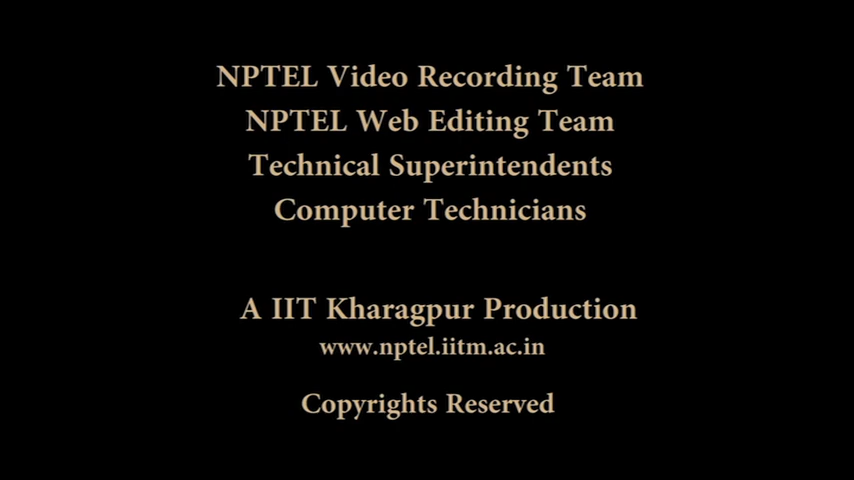 NPTEL Video Recording Team
NPTEL Web Editing Team
Technical Superintendents
Computer Technicians
A IIT Kharagpur Production
www.nptel.iitm.ac.in
Copyrights Reserved